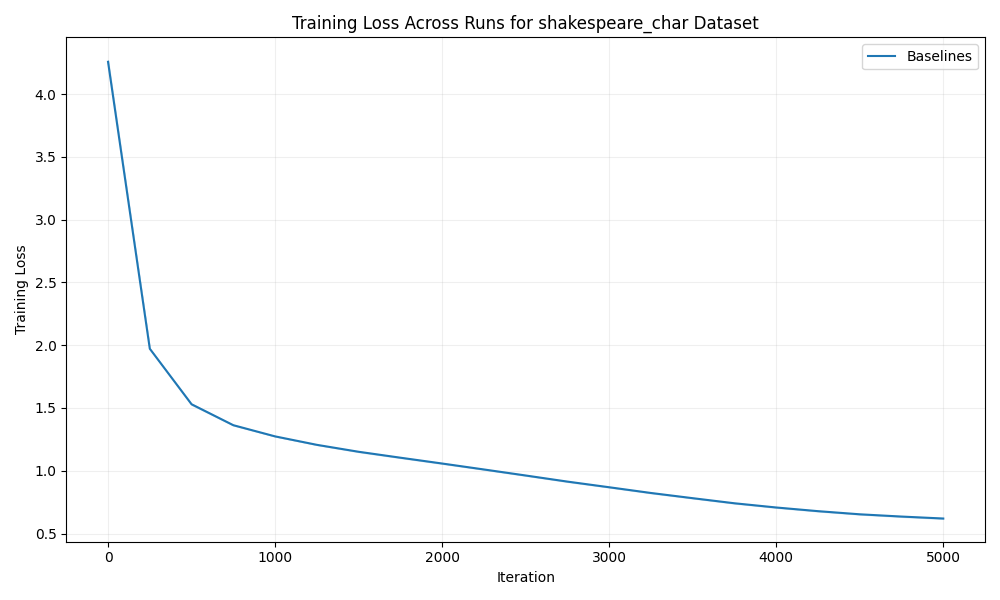 Training Loss Across Runs for shakespeare_char Dataset
Baselines
Training Loss
4.0
3.5
3.0
2.5
2.0
1.5
1.0
0.5
0 1000 2000 3000 4000 5000
Iteration